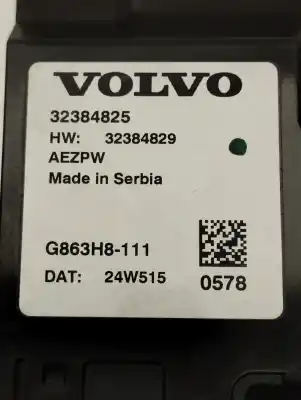 VOLVO
32384825
HW: 32384829
AEZPW
Made in Serbia
G863H8-111
DAT: 24W515
0578